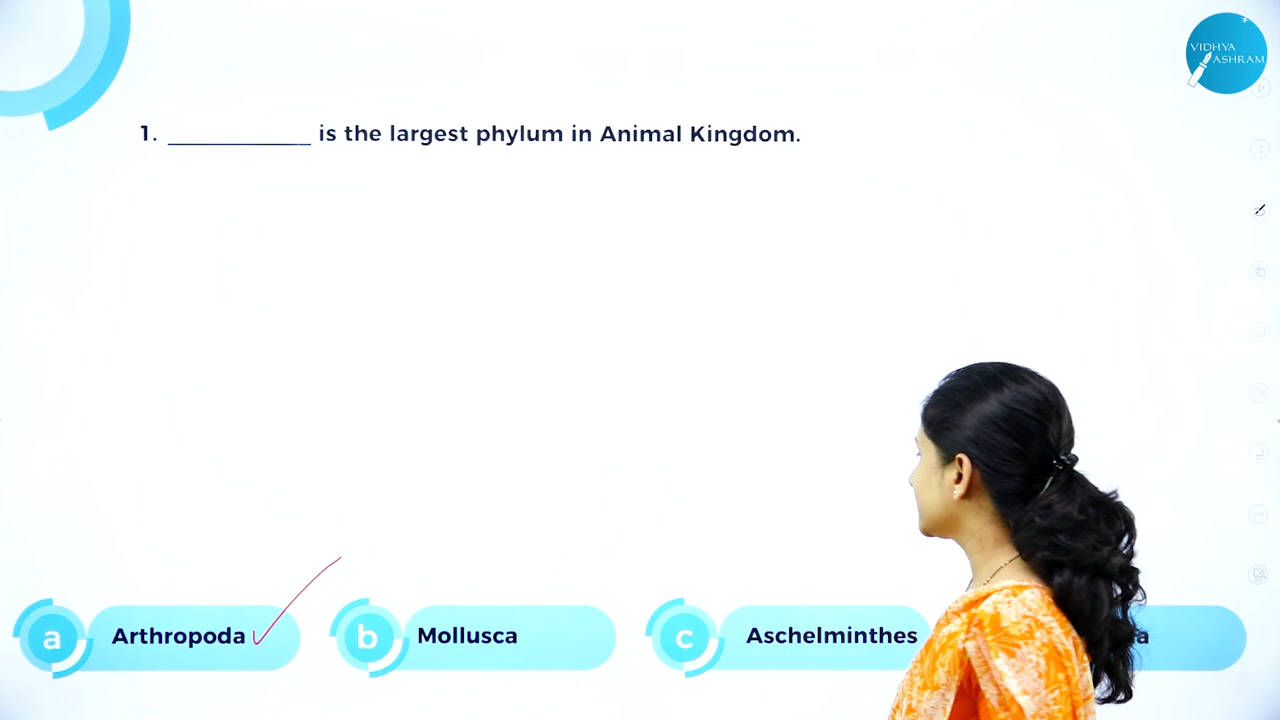 VIDHYA
ASHRAM
1. ____________ is the largest phylum in Animal Kingdom.
a Arthropoda
b Mollusca
c Aschelminthes